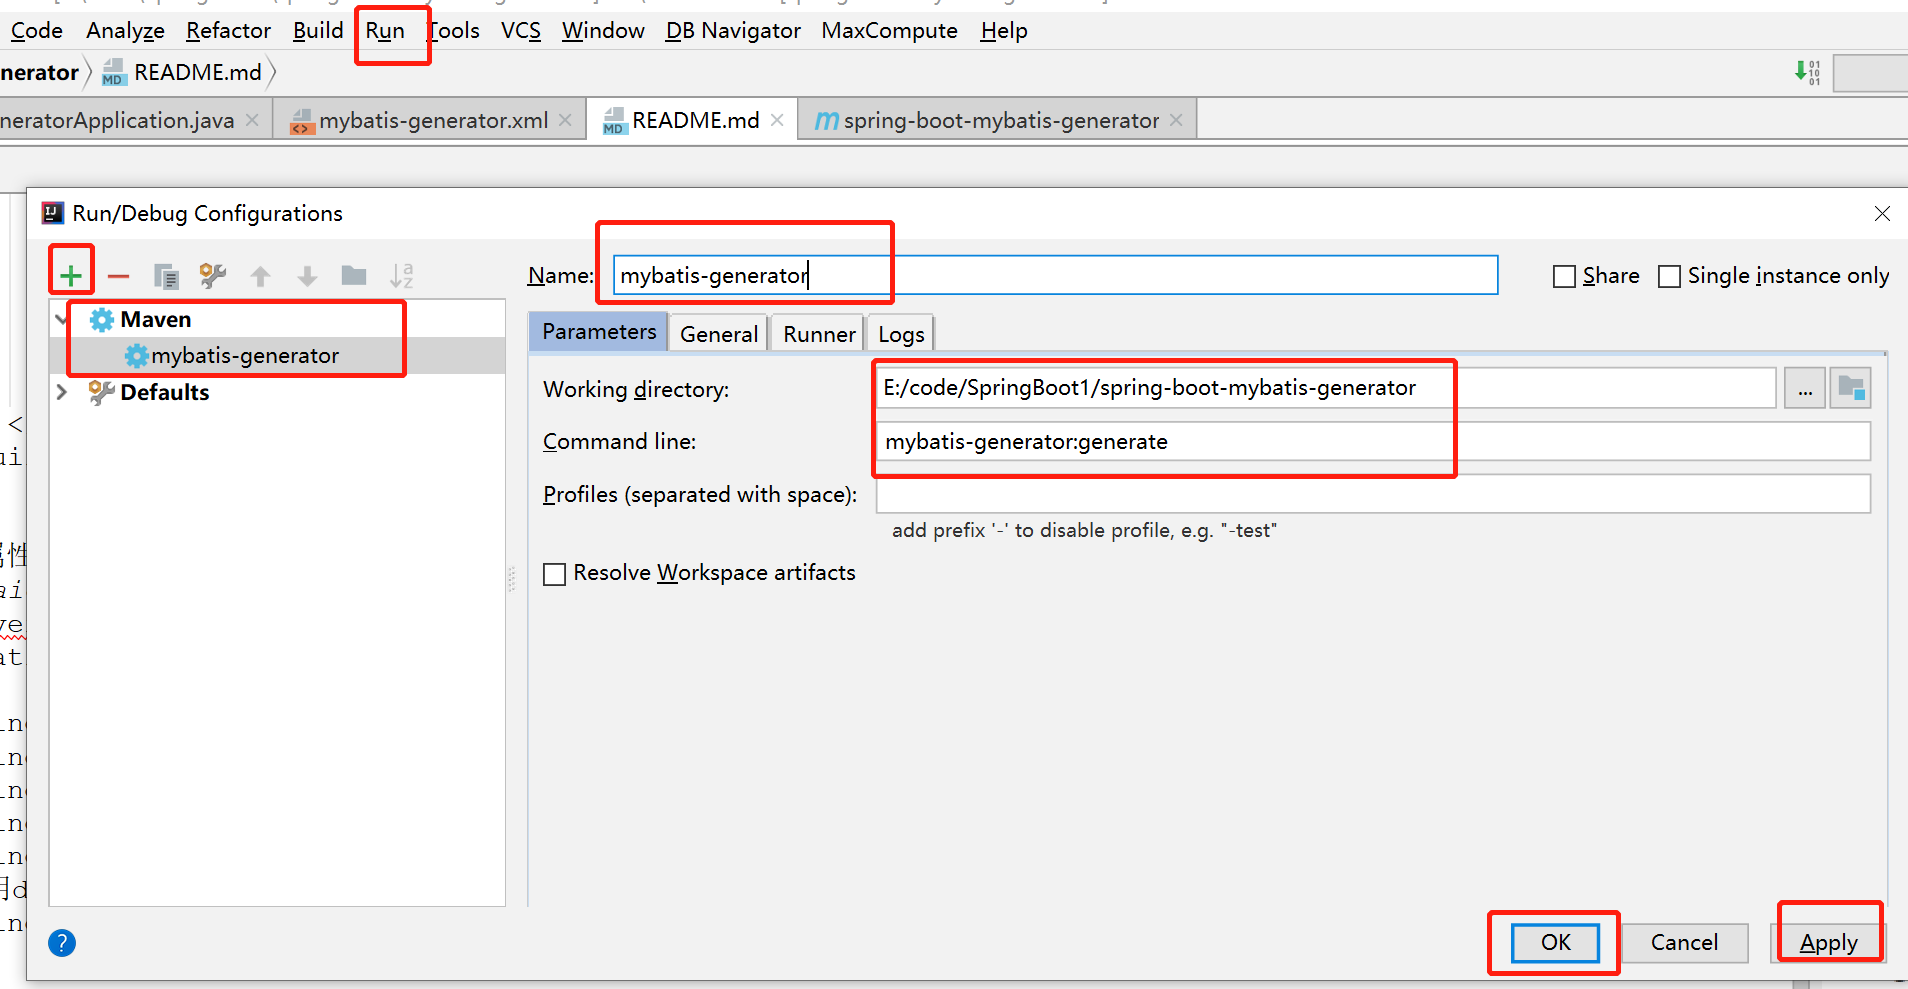 Code Analyze Refactor Build Run Tools VCS Window DB Navigator MaxCompute Help
nerator README.md
neratorApplication.java mybatis-generator.xml README.md spring-boot-mybatis-generator
Run/Debug Configurations
Name: mybatis-generator Share Single instance only
Maven
mybatis-generator
Defaults
Parameters General Runner Logs
Working directory: E:/code/SpringBoot1/spring-boot-mybatis-generator ...
Command line: mybatis-generator:generate
Profiles (separated with space):
add prefix '-' to disable profile, e.g. "-test"
Resolve Workspace artifacts
? OK Cancel Apply